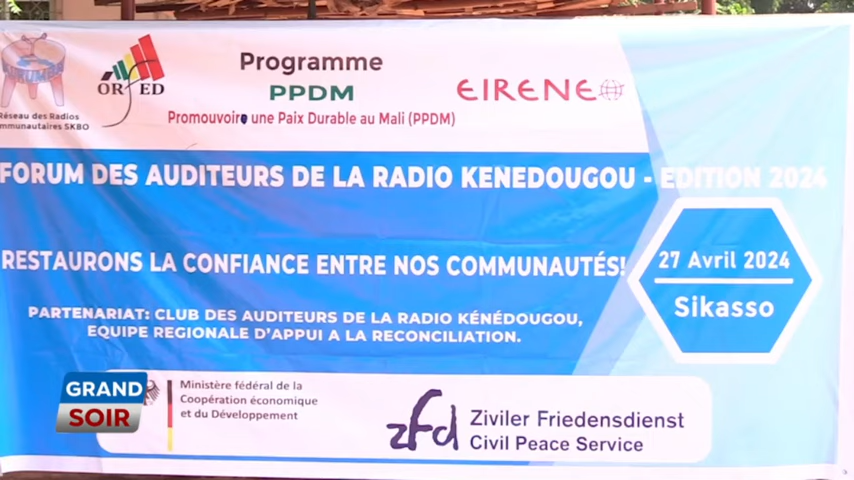 KURUMBA
Réseau des Radios
mmunautaires SKBO
ORFED
Programme
PPDM
Promouvoir une Paix Durable au Mali (PPDM)
EIRENE
FORUM DES AUDITEURS DE LA RADIO KENEDOUGOU - EDITION 2024
RESTAURONS LA CONFIANCE ENTRE NOS COMMUNAUTÉS!
27 Avril 2024
Sikasso
PARTENARIAT: CLUB DES AUDITEURS DE LA RADIO KÉNÉDOUGOU,
EQUIPE REGIONALE D'APPUI A LA RECONCILIATION.
GRAND
SOIR
Ministère fédéral de la
Coopération économique
et du Développement
zfd
Ziviler Friedensdienst
Civil Peace Service